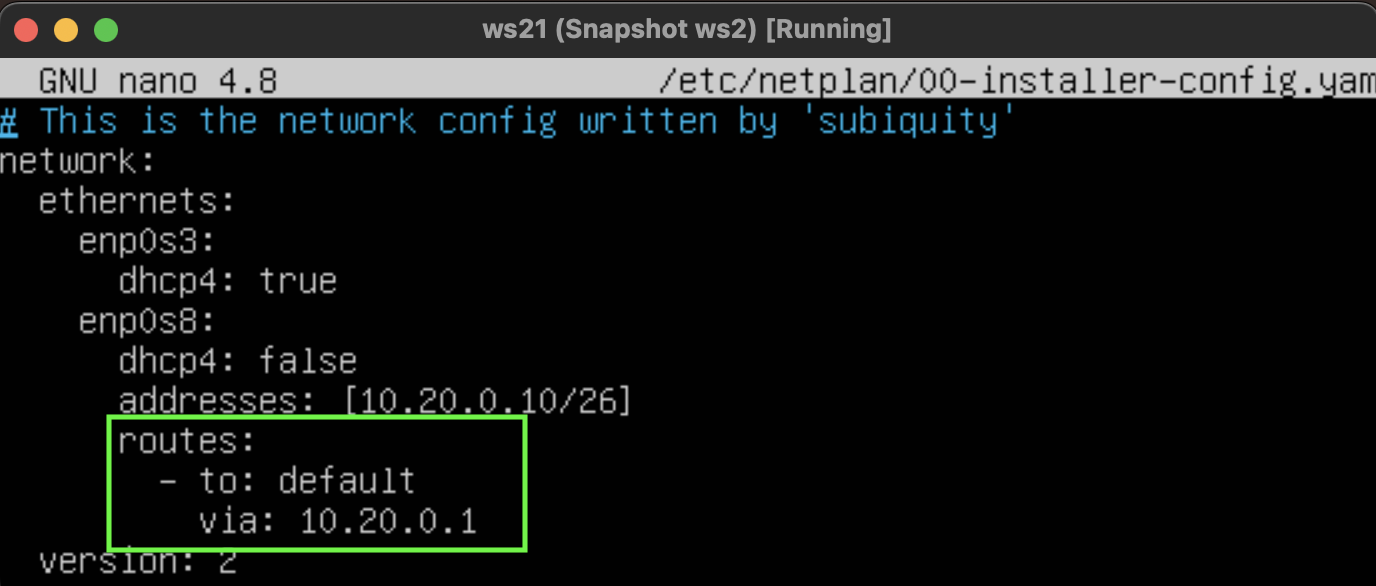 ws21 (Snapshot ws2) [Running]
GNU nano 4.8 /etc/netplan/00-installer-config.yam
# This is the network config written by 'subiquity'
network:
  ethernets:
    enp0s3:
      dhcp4: true
    enp0s8:
      dhcp4: false
      addresses: [10.20.0.10/26]
      routes:
        - to: default
          via: 10.20.0.1
  version: 2